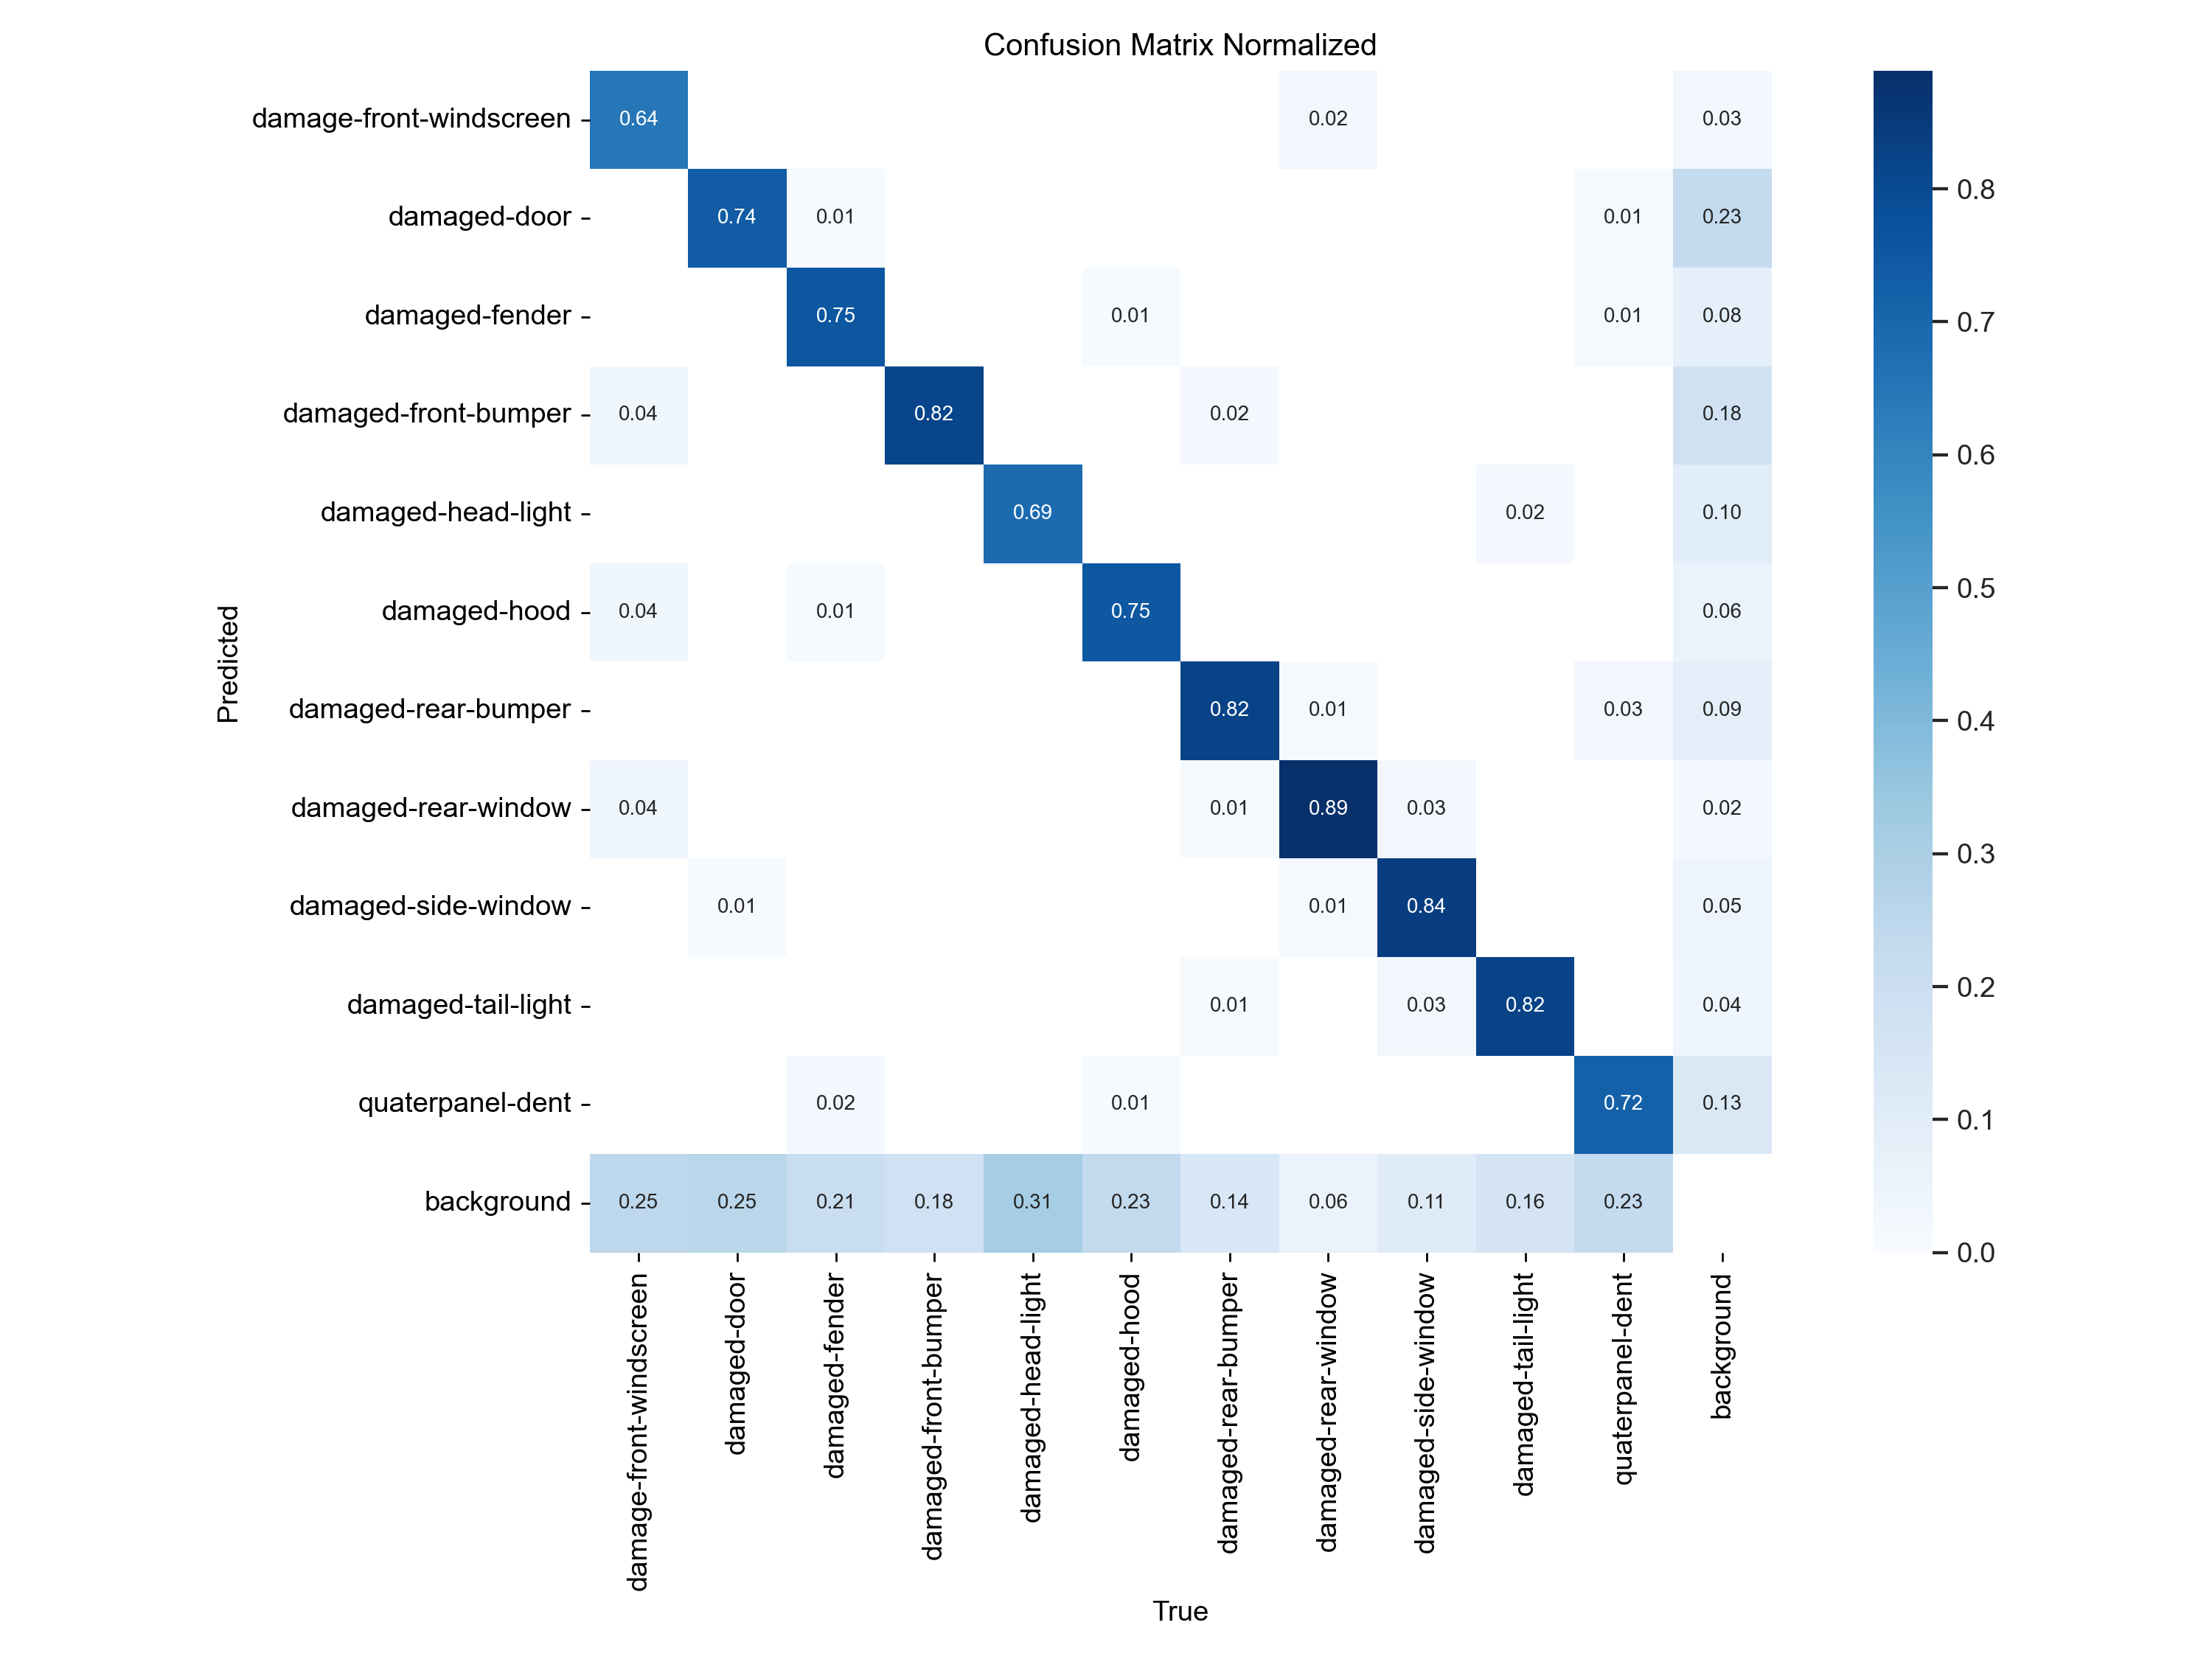 Confusion Matrix Normalized
damage-front-windscreen 0.64 0.02 0.03
damaged-door 0.74 0.01 0.01 0.23
damaged-fender 0.75 0.01 0.01 0.08
damaged-front-bumper 0.04 0.82 0.02 0.18
damaged-head-light 0.69 0.02 0.10
damaged-hood 0.04 0.01 0.75 0.06
damaged-rear-bumper 0.82 0.01 0.03 0.09
damaged-rear-window 0.04 0.01 0.89 0.03 0.02
damaged-side-window 0.01 0.01 0.84 0.05
damaged-tail-light 0.01 0.03 0.82 0.04
quaterpanel-dent 0.02 0.01 0.72 0.13
background 0.25 0.25 0.21 0.18 0.31 0.23 0.14 0.06 0.11 0.16 0.23
Predicted
damage-front-windscreen
damaged-door
damaged-fender
damaged-front-bumper
damaged-head-light
damaged-hood
damaged-rear-bumper
damaged-rear-window
damaged-side-window
damaged-tail-light
quaterpanel-dent
background
True
0.8
0.7
0.6
0.5
0.4
0.3
0.2
0.1
0.0